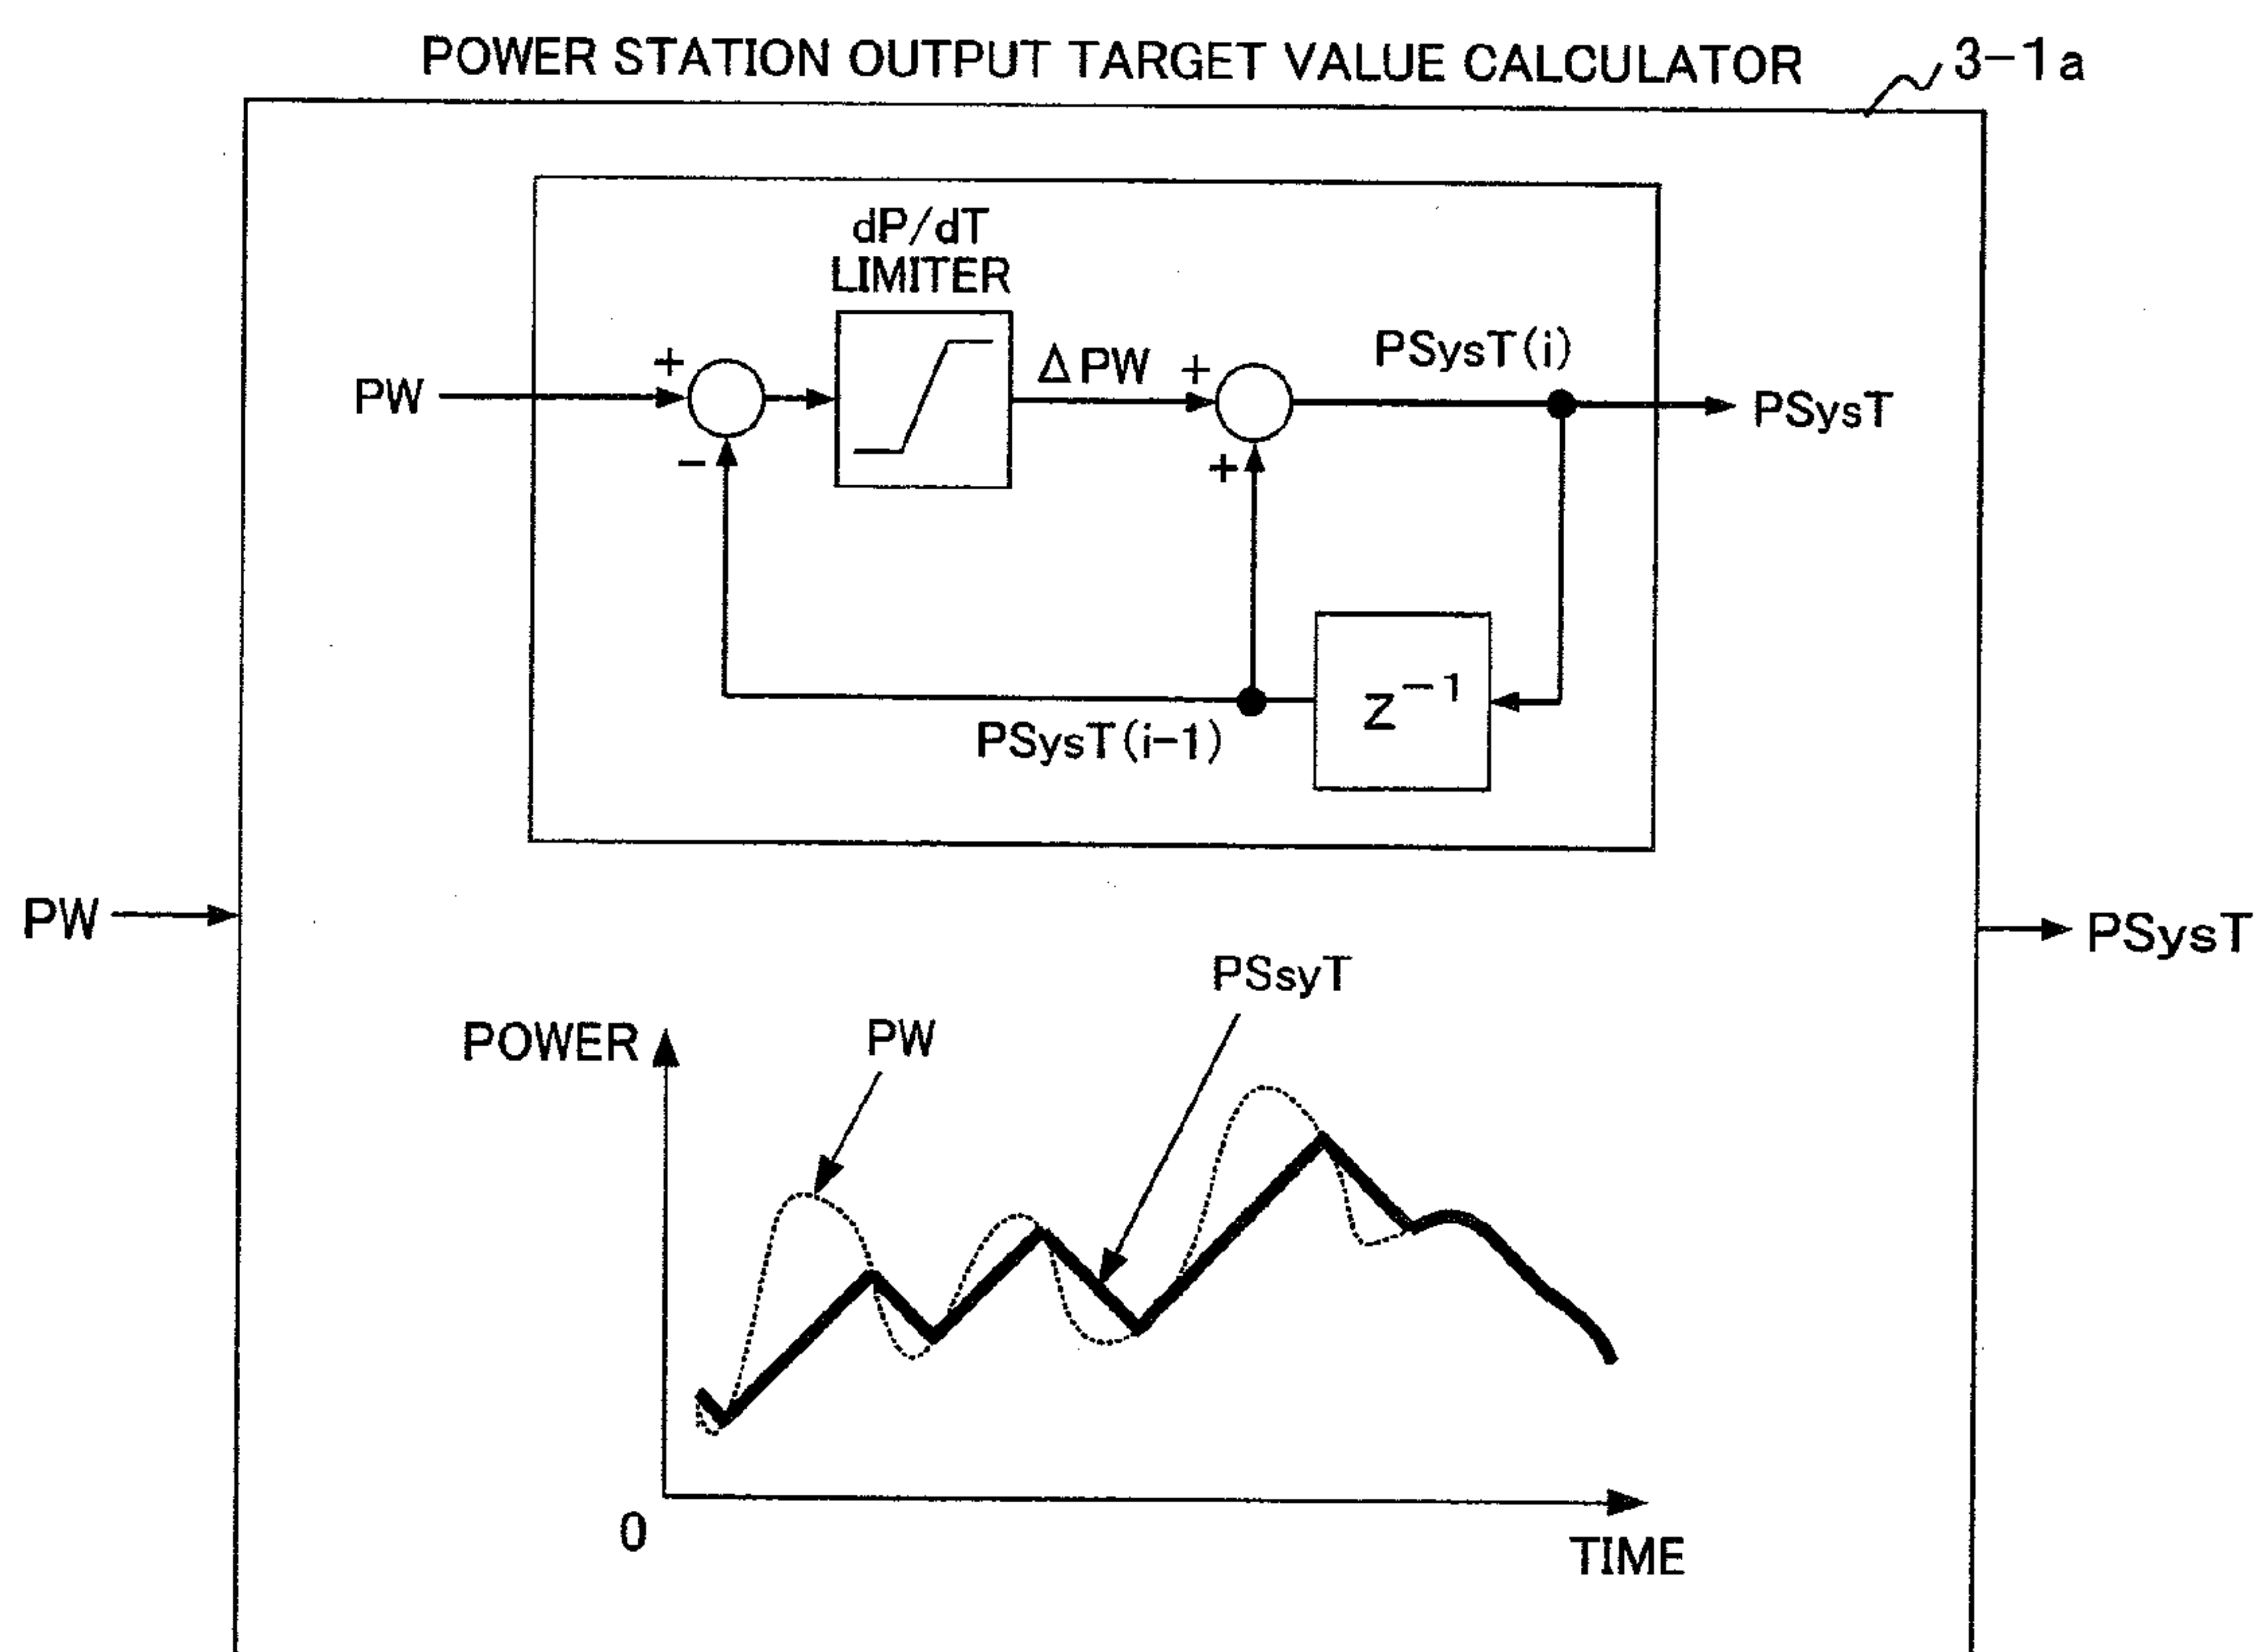 POWER STATION OUTPUT TARGET VALUE CALCULATOR
3-1a
dP/dT
LIMITER
PW
+
-
ΔPW
+
+
PSysT(i)
PSysT
PSysT(i-1)
Z⁻¹
PW
PSysT
PSsyT
PW
POWER
0
TIME